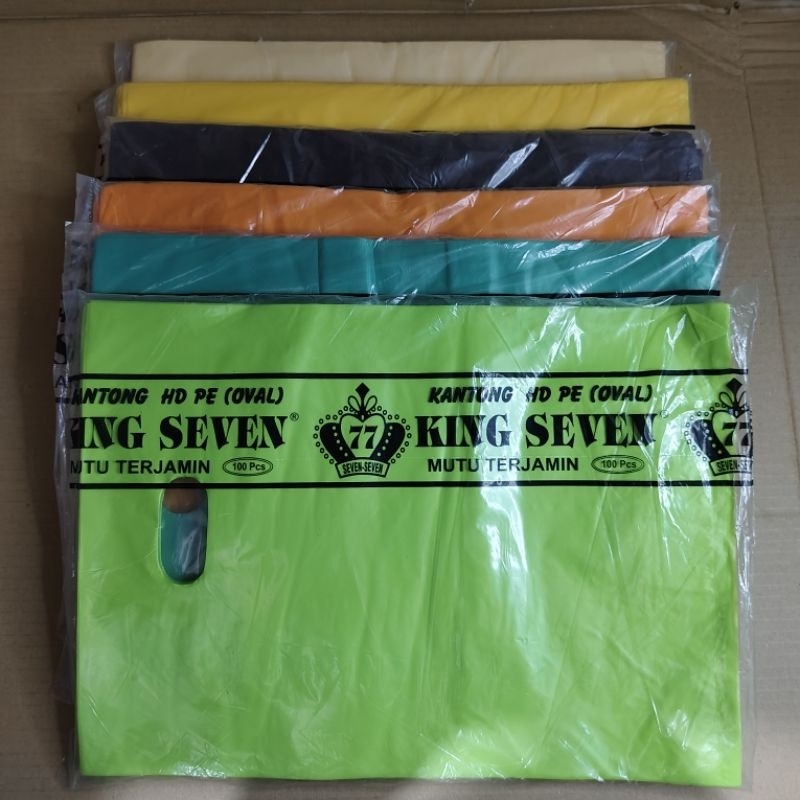 KANTONG HD PE (OVAL)
KING SEVEN®
MUTU TERJAMIN 100 Pcs
77
SEVEN-SEVEN
KANTONG HD PE (OVAL)
KING SEVEN
MUTU TERJAMIN 100 Pcs
77
SEVEN-SEVEN